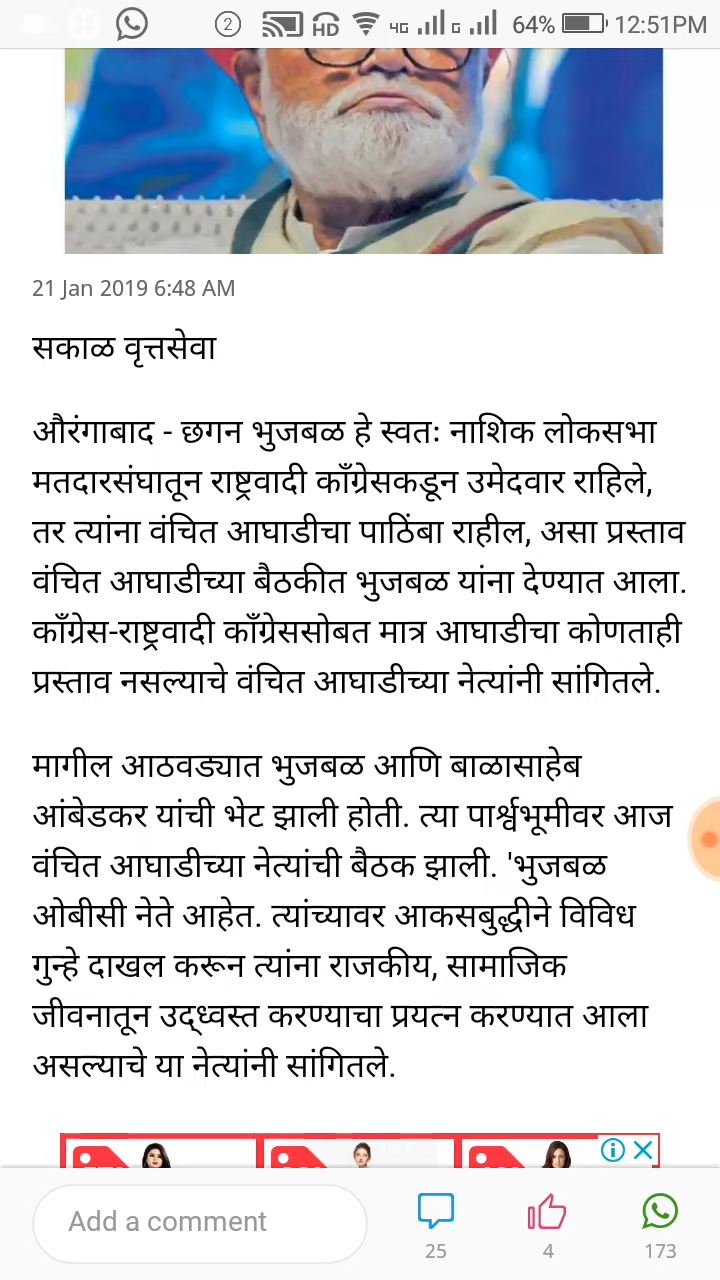 2 HD 4G G 64% 12:51PM
21 Jan 2019 6:48 AM
सकाळ वृत्तसेवा
औरंगाबाद - छगन भुजबळ हे स्वतः नाशिक लोकसभा
मतदारसंघातून राष्ट्रवादी काँग्रेसकडून उमेदवार राहिले,
तर त्यांना वंचित आघाडीचा पाठिंबा राहील, असा प्रस्ताव
वंचित आघाडीच्या बैठकीत भुजबळ यांना देण्यात आला.
काँग्रेस-राष्ट्रवादी काँग्रेससोबत मात्र आघाडीचा कोणताही
प्रस्ताव नसल्याचे वंचित आघाडीच्या नेत्यांनी सांगितले.
मागील आठवड्यात भुजबळ आणि बाळासाहेब
आंबेडकर यांची भेट झाली होती. त्या पार्श्वभूमीवर आज
वंचित आघाडीच्या नेत्यांची बैठक झाली. 'भुजबळ
ओबीसी नेते आहेत. त्यांच्यावर आकसबुद्धीने विविध
गुन्हे दाखल करून त्यांना राजकीय, सामाजिक
जीवनातून उद्ध्वस्त करण्याचा प्रयत्न करण्यात आला
असल्याचे या नेत्यांनी सांगितले.
Add a comment
25 4 173